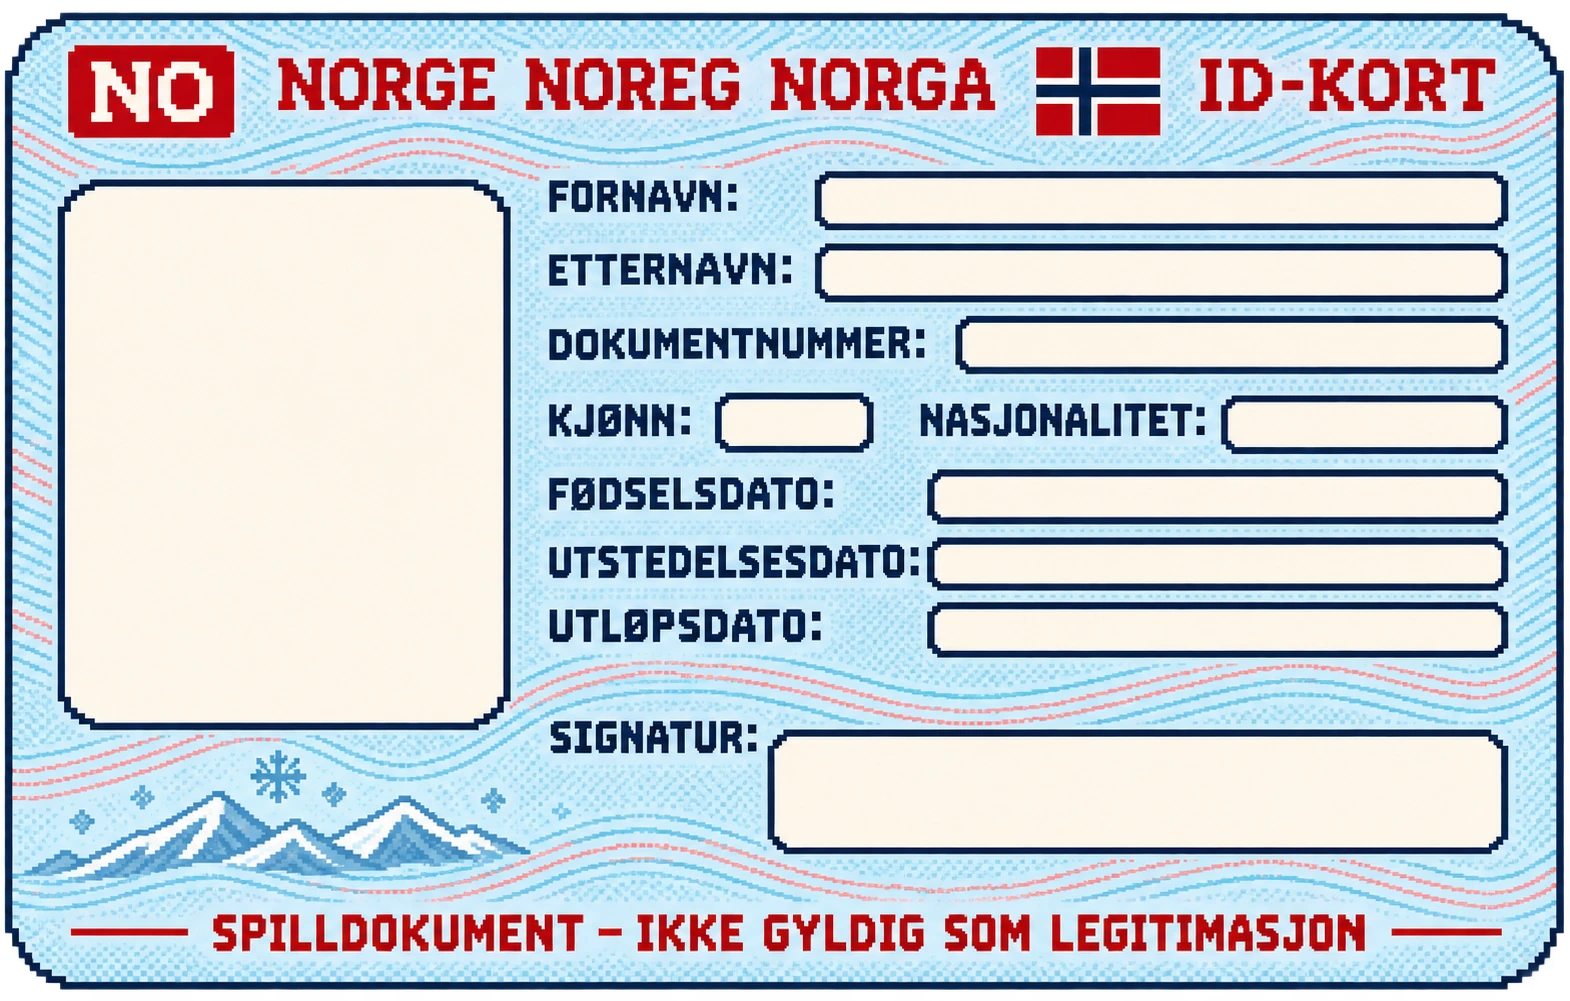 NO NORGE NOREG NORGA ID-KORT
FORNAVN:
ETTERNAVN:
DOKUMENTNUMMER:
KJØNN: NASJONALITET:
FØDSELSDATO:
UTSTEDELSESDATO:
UTLØPSDATO:
SIGNATUR:
SPILLDOKUMENT – IKKE GYLDIG SOM LEGITIMASJON